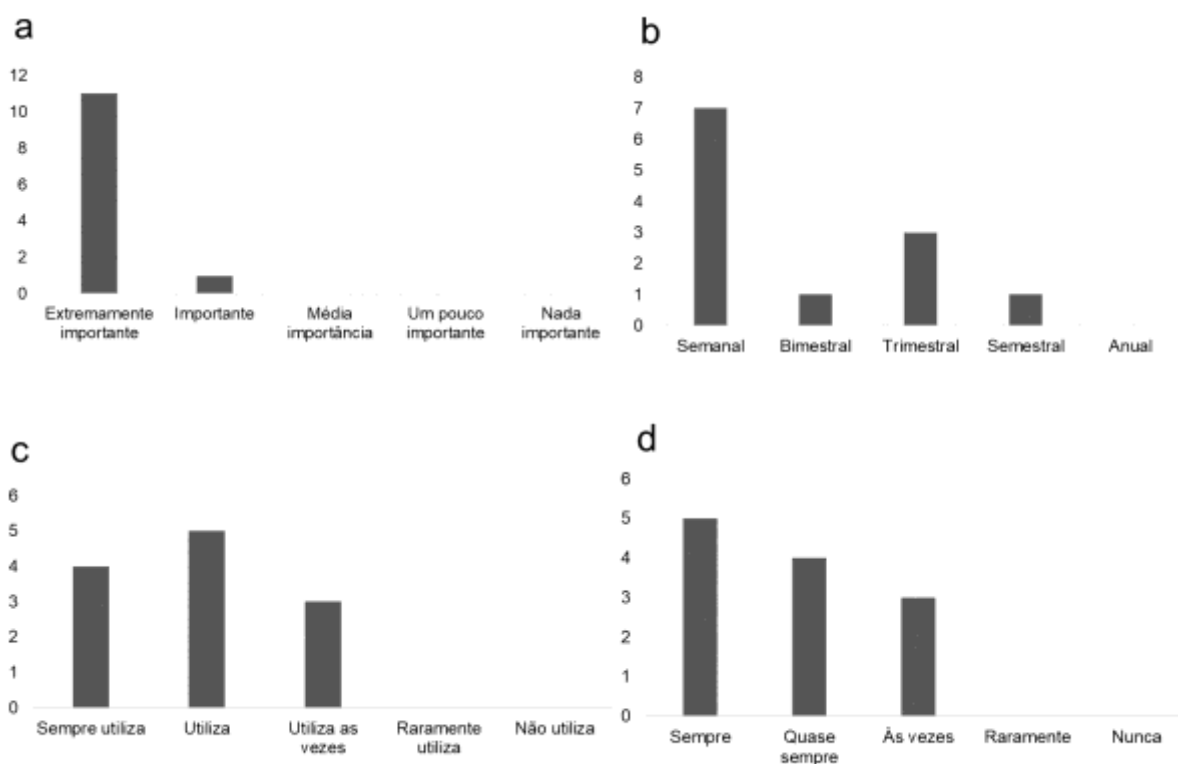 a
12
10
8
6
4
2
0
Extremamente importante
Importante
Média importância
Um pouco importante
Nada importante
b
8
7
6
5
4
3
2
1
0
Semanal
Bimestral
Trimestral
Semestral
Anual
c
6
5
4
3
2
1
0
Sempre utiliza
Utiliza
Utiliza as vezes
Raramente utiliza
Não utiliza
d
6
5
4
3
2
1
0
Sempre
Quase sempre
Às vezes
Raramente
Nunca